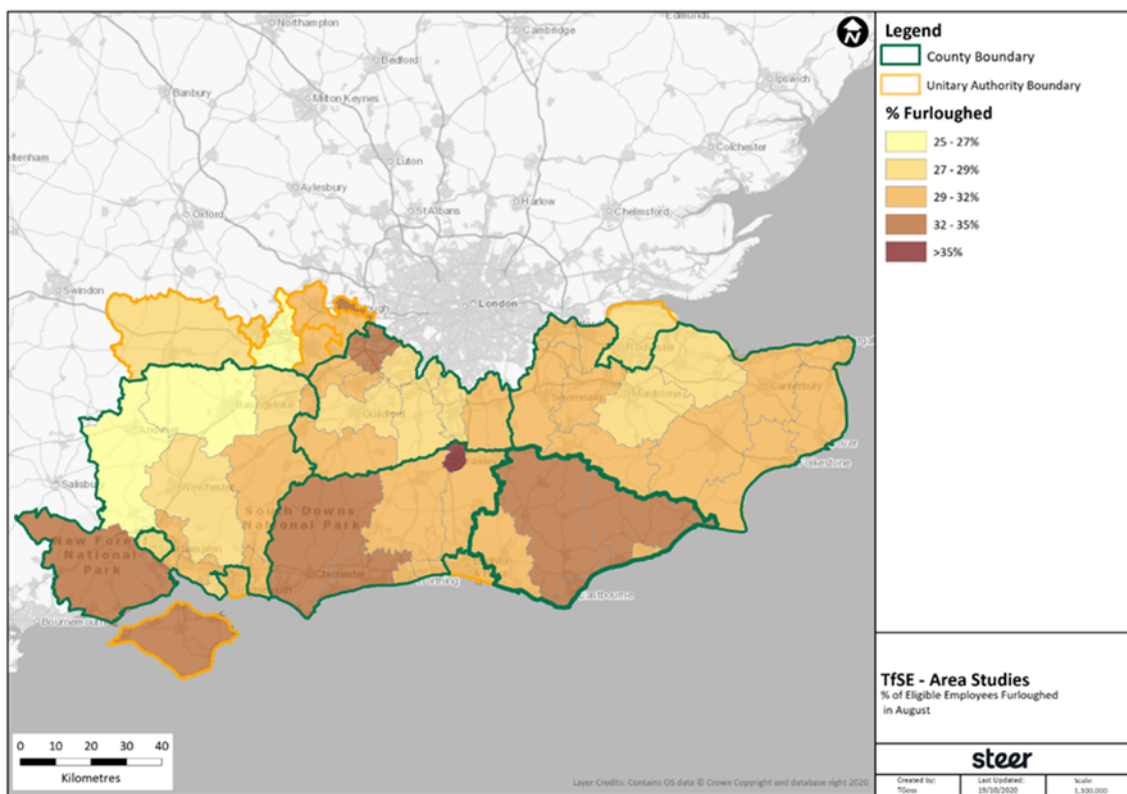 Northampton
Cambridge
Bedford
Ipswich
Banbury
Milton Keynes
Colchester
Luton
Aylesbury
Oxford
St Albans
Harlow
Chelmsford
Swindon
London
Basingstoke
Guildford
Sevenoaks
Maidstone
Canterbury
Andover
Folkestone
Salisbury
Winchester
South Downs
National Park
New Forest
National
Park
Chichester
Worthing
Eastbourne
Bournemouth
0 10 20 30 40
Kilometres
Layer Credits: Contains OS data © Crown Copyright and database right 2020
N
Legend
County Boundary
Unitary Authority Boundary
% Furloughed
25 - 27%
27 - 29%
29 - 32%
32 - 35%
>35%
TfSE - Area Studies
% of Eligible Employees Furloughed
in August
steer
Created by: Last Updated: Scale:
TGoss 19/10/2020 1,100,000